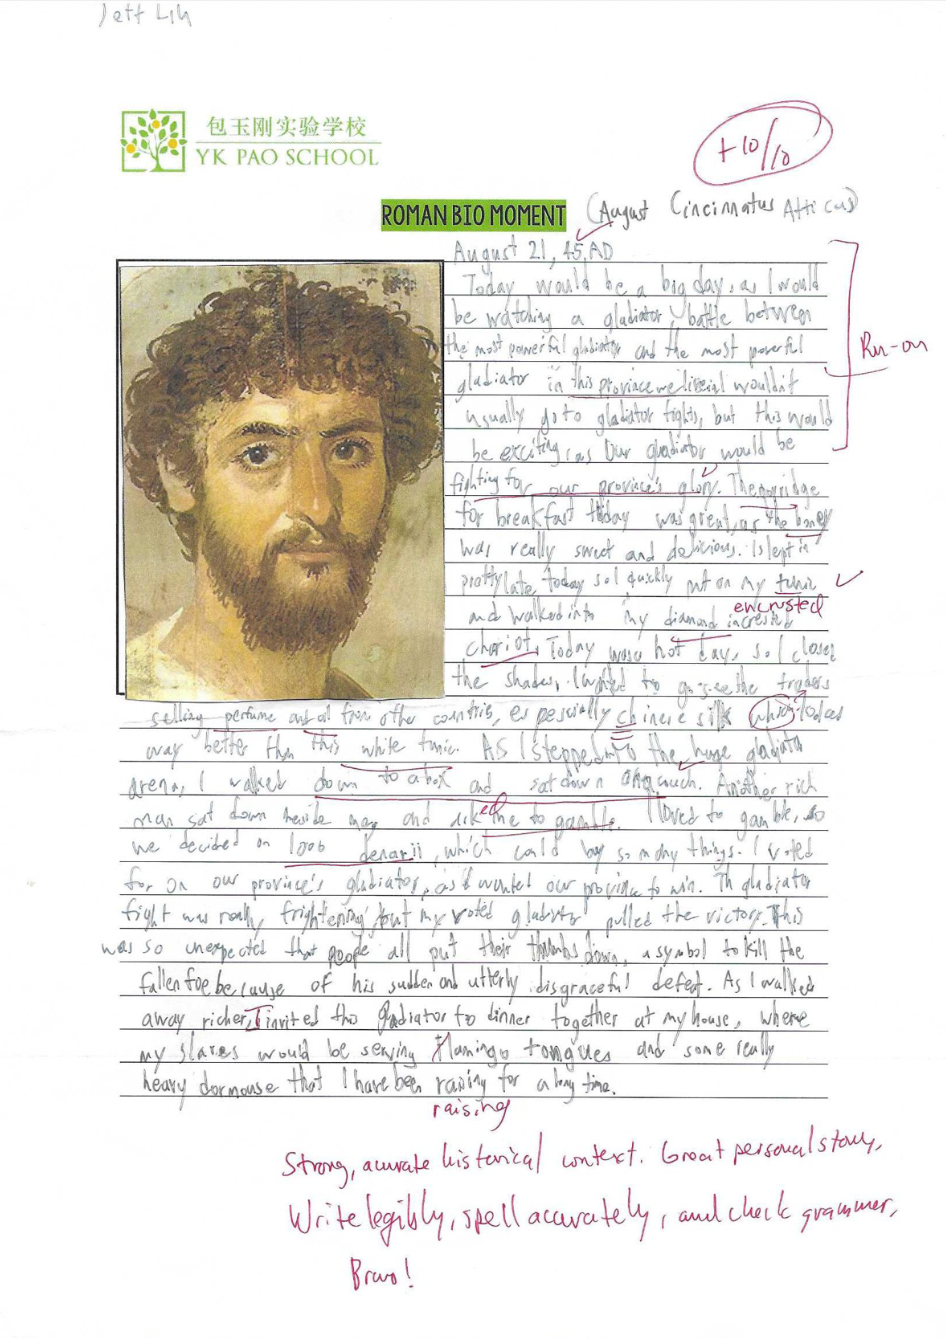 包玉刚实验学校
YK PAO SCHOOL
+10/10
ROMAN BIO MOMENT (August Cincinnatus Atticus)
August 21, 45 AD
Today would be a big day, as I would
be watching a gladiator battle between
the most powerful gladiator and the most powerful
gladiator in this province wouldn't
Run-on
usually go to gladiator fights, but this would
be exciting as Our gladiator would be
fighting for our province's glory. The porridge
for breakfast today was great, as the honey
was really sweet and delicious. I slept in
pretty late today so I quickly put on my tunic
encrusted
and walked into my diamond incrested
chariot. Today was a hot day, so I closed
the shades. I wanted to go see the traders
selling perfume and oil from other countries, especially chinese silk which looked
way better than this white tunic. As I stepped into the huge gladiator
arena, I walked down to a box and sat down on a couch. Another rich
man sat down beside may and asked me to gamble. I loved to gamble, so
we decided on 1000 denarii, which could buy so many things. I voted
for on our province's gladiator, as I wanted our province to win. Th gladiator
fight was really frightening, but my voted gladiator pulled the victory. This
was so unexpected that people all put their thumbs down, a symbol to kill the
fallen foe because of his sudden and utterly disgraceful defeat. As I walked
away richer, I invited this gladiator to dinner together at my house, where
my slaves would be serving flamingo tongues and some really
heavy dormouse that I have been rasing for a long time.
raising
Strong, accurate historical context. Great personal story.
Write legibly, spell accurately, and check grammer.
Bravo!